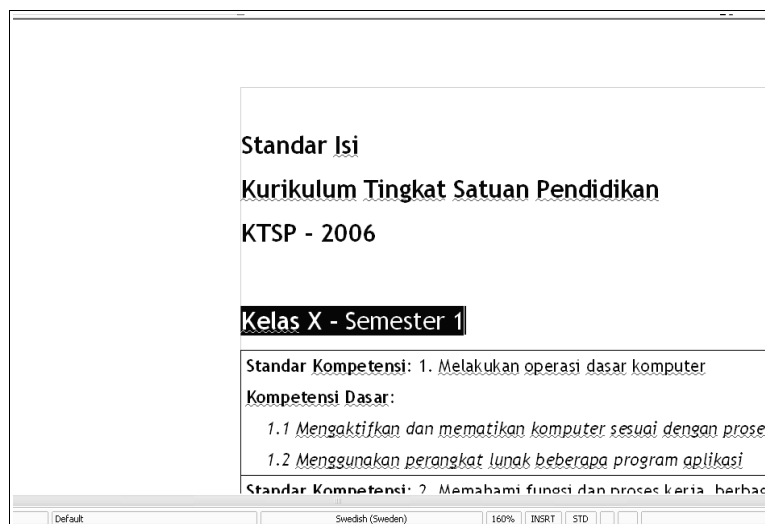 Standar Isi
Kurikulum Tingkat Satuan Pendidikan
KTSP - 2006
Kelas X - Semester 1
Standar Kompetensi: 1. Melakukan operasi dasar komputer
Kompetensi Dasar:
1.1 Mengaktifkan dan mematikan komputer sesuai dengan prose
1.2 Menggunakan perangkat lunak beberapa program aplikasi
Standar Kompetensi: 2. Memahami fungsi dan proses kerja berbag
Default Swedish (Sweden) 160% INSRT STD